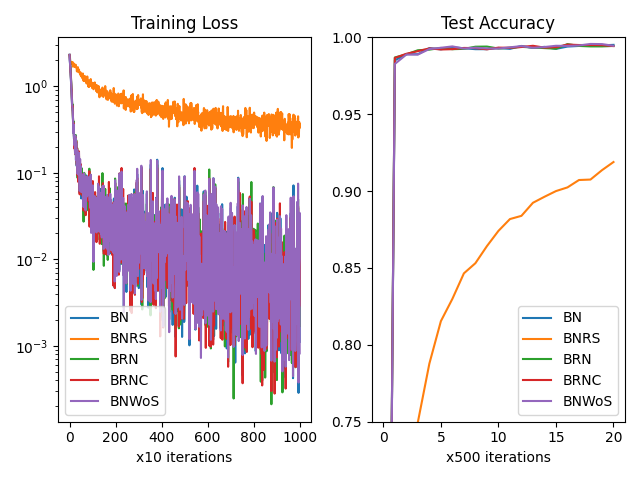 Training Loss
10⁰
10⁻¹
10⁻²
10⁻³
BN
BNRS
BRN
BRNC
BNWoS
0 200 400 600 800 1000
x10 iterations
Test Accuracy
1.00
0.95
0.90
0.85
0.80
0.75
BN
BNRS
BRN
BRNC
BNWoS
0 5 10 15 20
x500 iterations